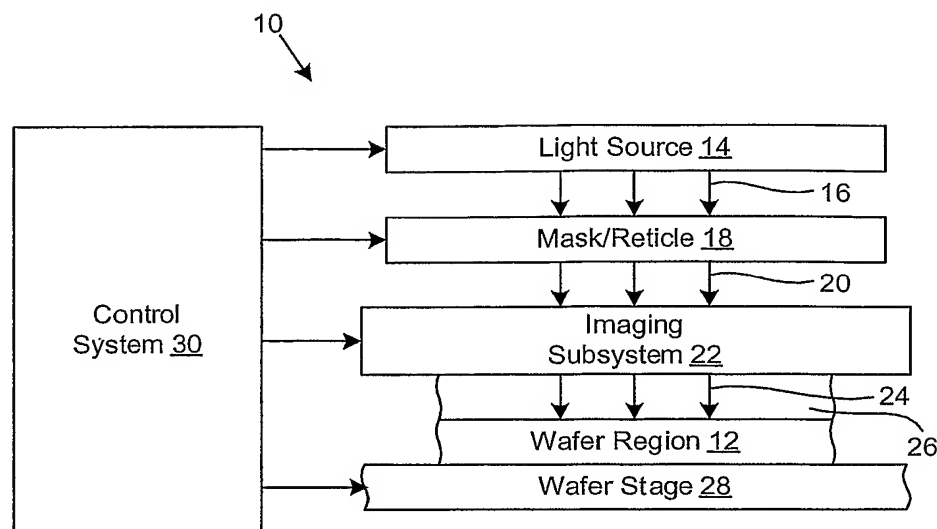 10
Light Source 14
16
Mask/Reticle 18
20
Control
System 30
Imaging
Subsystem 22
24
26
Wafer Region 12
Wafer Stage 28